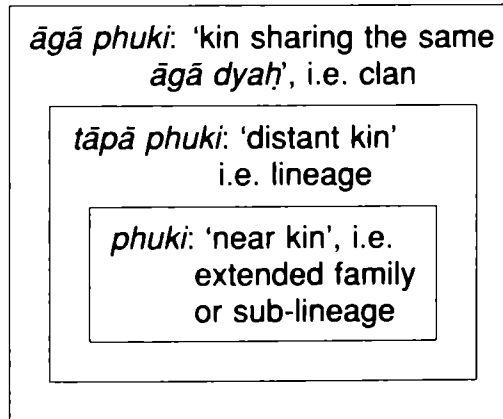 āgā phuki: ‘kin sharing the same
āgā dyaḥ’, i.e. clan
tāpā phuki: ‘distant kin’
i.e. lineage
phuki: ‘near kin’, i.e.
extended family
or sub-lineage